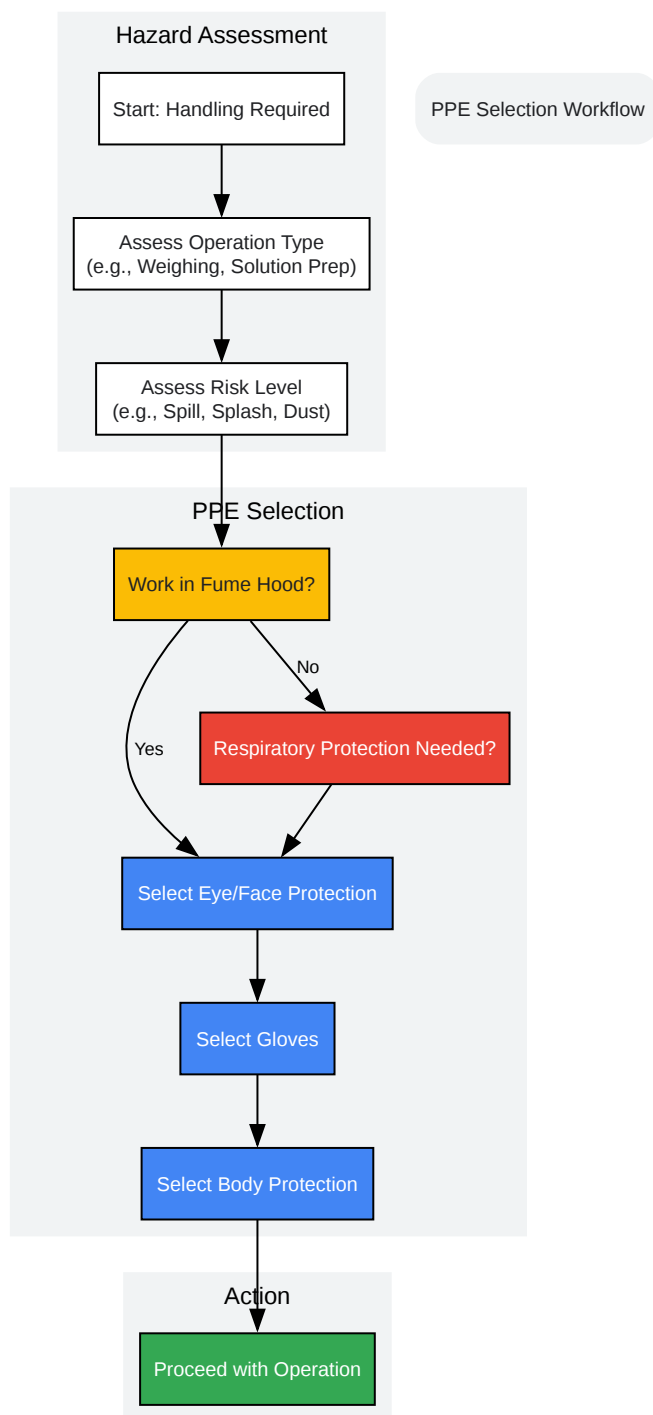 Hazard Assessment
Start: Handling Required
PPE Selection Workflow
Assess Operation Type
(e.g., Weighing, Solution Prep)
Assess Risk Level
(e.g., Spill, Splash, Dust)
PPE Selection
Work in Fume Hood?
No
Respiratory Protection Needed?
Yes
Select Eye/Face Protection
Select Gloves
Select Body Protection
Action
Proceed with Operation